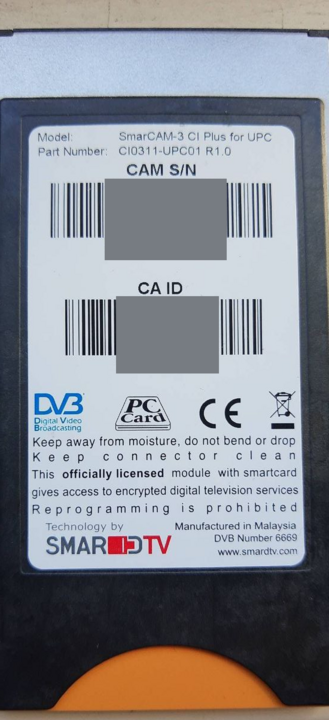 Model: SmarCAM-3 CI Plus for UPC
Part Number: CI0311-UPC01 R1.0
CAM S/N
CA ID
DVB
Digital Video
Broadcasting
PC
Card
CE
Keep away from moisture, do not bend or drop
Keep connector clean
This officially licensed module with smartcard
gives access to encrypted digital television services
Reprogramming is prohibited
Technology by
SMARDTV
Manufactured in Malaysia
DVB Number 6669
www.smardtv.com